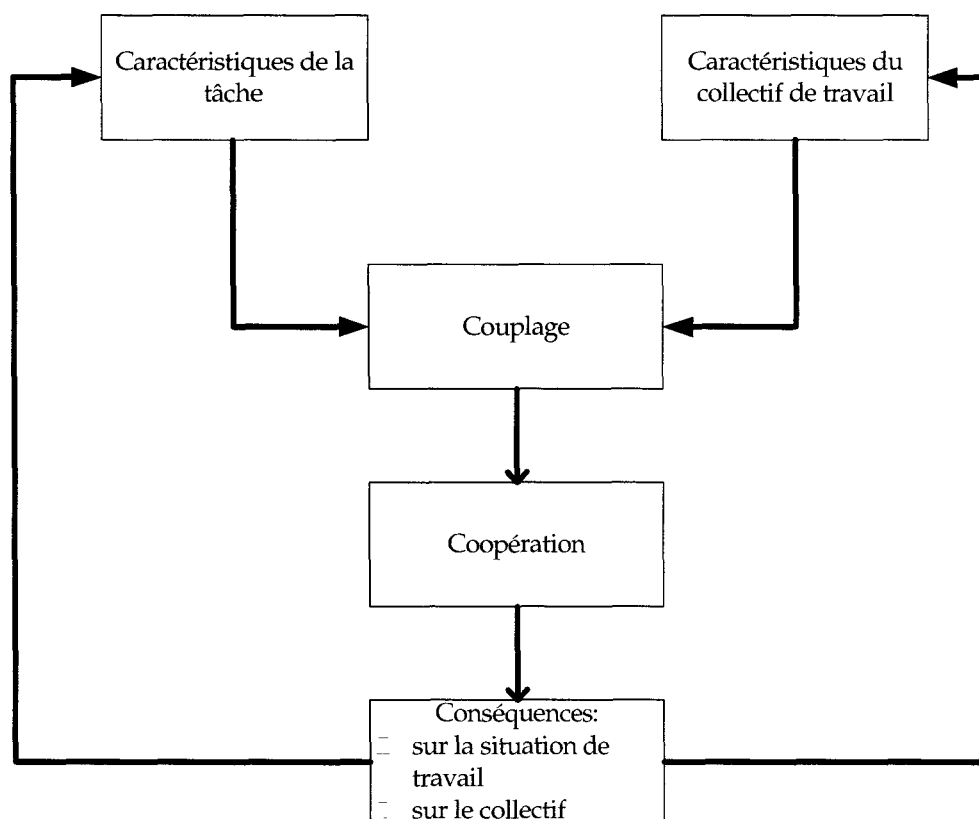 Caractéristiques de la
tâche
Caractéristiques du
collectif de travail
Couplage
Coopération
Conséquences:
sur la situation de
travail
sur le collectif